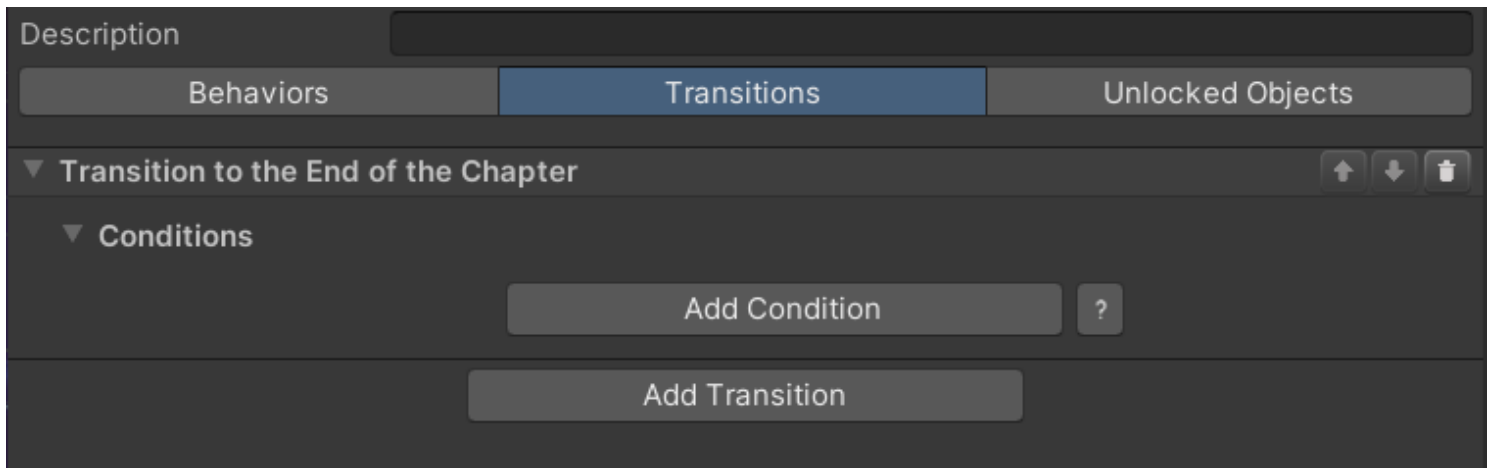 Description
Behaviors Transitions Unlocked Objects
Transition to the End of the Chapter
Conditions
Add Condition ?
Add Transition